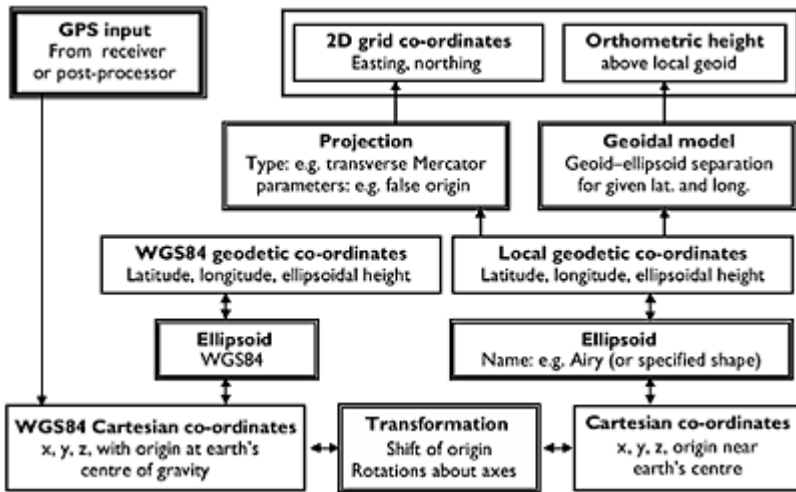 GPS input
From receiver
or post-processor
2D grid co-ordinates
Easting, northing
Orthometric height
above local geoid
Projection
Type: e.g. transverse Mercator
parameters: e.g. false origin
Geoidal model
Geoid–ellipsoid separation
for given lat. and long.
WGS84 geodetic co-ordinates
Latitude, longitude, ellipsoidal height
Local geodetic co-ordinates
Latitude, longitude, ellipsoidal height
Ellipsoid
WGS84
Ellipsoid
Name: e.g. Airy (or specified shape)
WGS84 Cartesian co-ordinates
x, y, z, with origin at earth's
centre of gravity
Transformation
Shift of origin
Rotations about axes
Cartesian co-ordinates
x, y, z, origin near
earth's centre